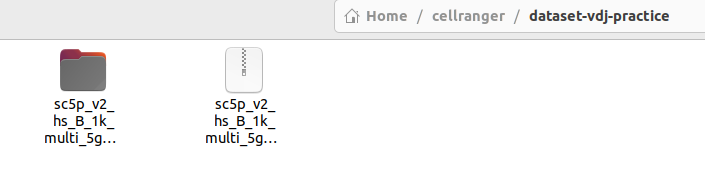 Home / cellranger / dataset-vdj-practice
sc5p_v2_
hs_B_1k_
multi_5g...
sc5p_v2_
hs_B_1k_
multi_5g...